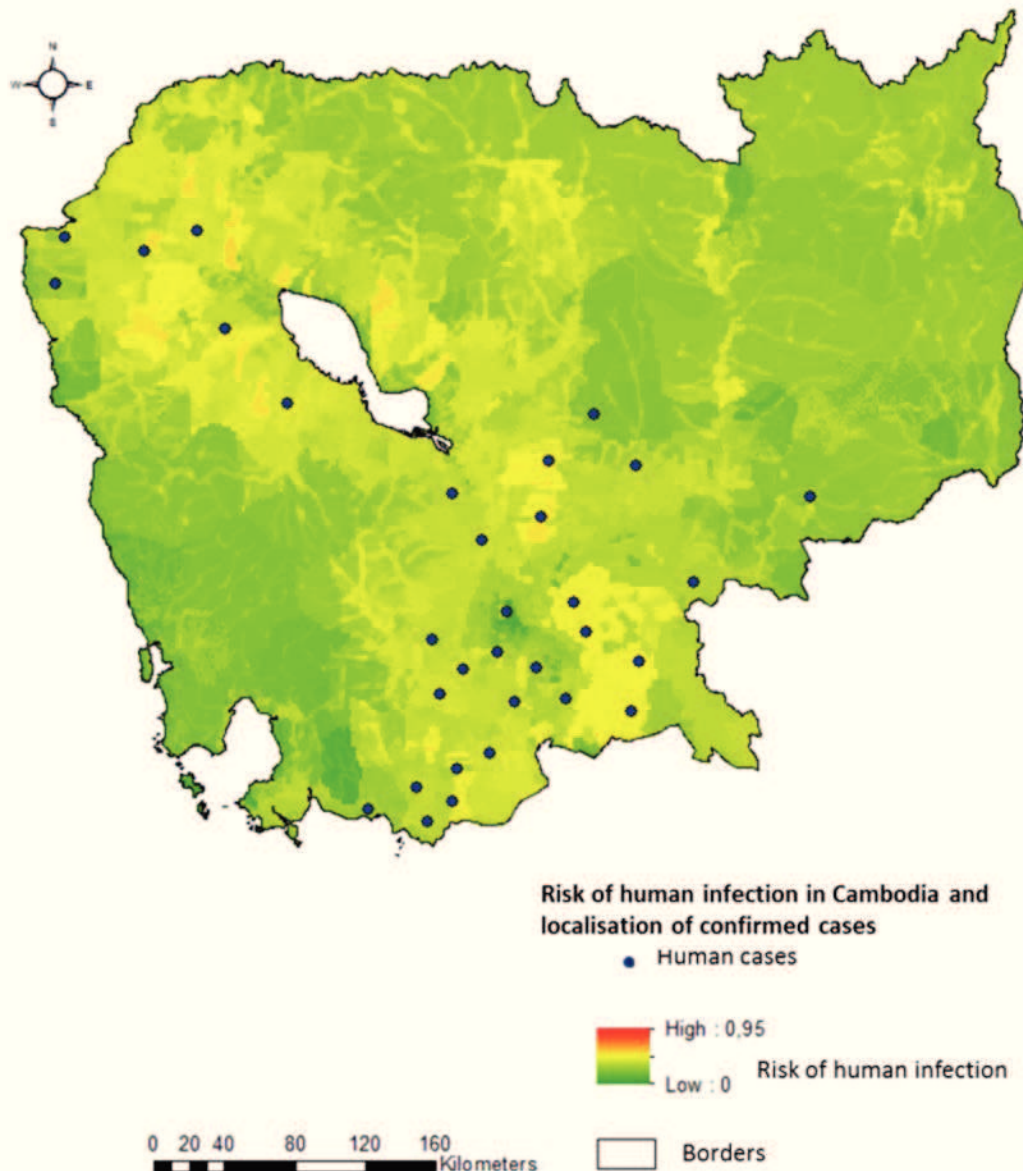 N
W E
S
Risk of human infection in Cambodia and
localisation of confirmed cases
Human cases
High : 0,95
Risk of human infection
Low : 0
0 20 40 80 120 160
Kilometers
Borders